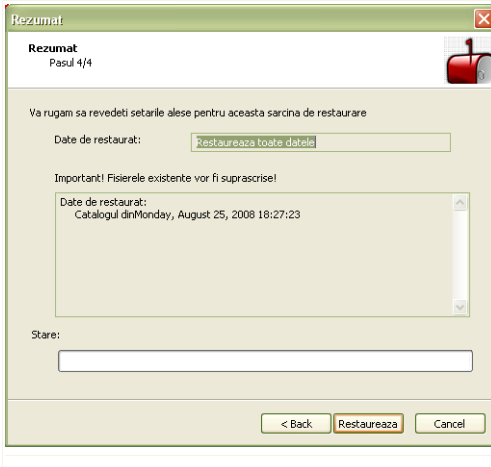 Rezumat
Rezumat
Pasul 4/4
Va rugam sa revedeti setarile alese pentru aceasta sarcina de restaurare
Date de restaurat: Restaureaza toate datele
Important! Fisierele existente vor fi suprascrise!
Date de restaurat:
Catalogul dinMonday, August 25, 2008 18:27:23
Stare:
< Back Restaureaza Cancel